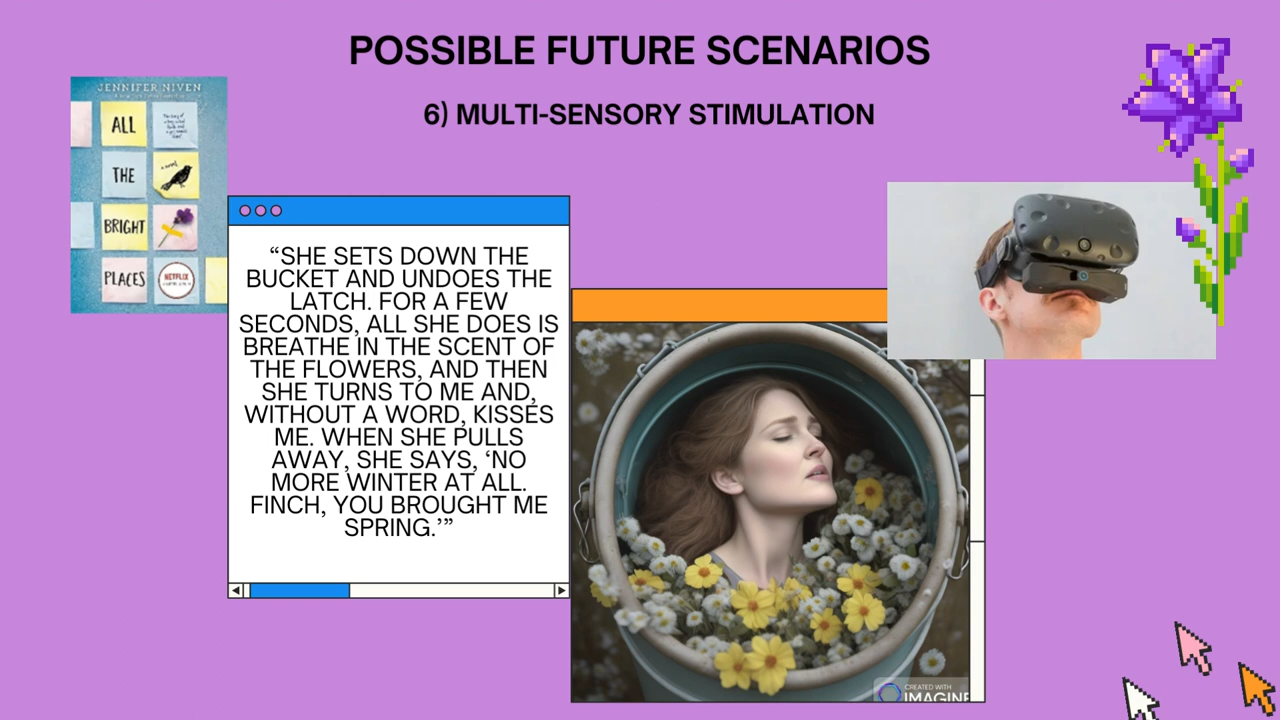 POSSIBLE FUTURE SCENARIOS
6) MULTI-SENSORY STIMULATION
JENNIFER NIVEN
ALL
THE
a novel
BRIGHT
PLACES
NETFLIX
“SHE SETS DOWN THE
BUCKET AND UNDOES THE
LATCH. FOR A FEW
SECONDS, ALL SHE DOES IS
BREATHE IN THE SCENT OF
THE FLOWERS, AND THEN
SHE TURNS TO ME AND,
WITHOUT A WORD, KISSES
ME. WHEN SHE PULLS
AWAY, SHE SAYS, ‘NO
MORE WINTER AT ALL.
FINCH, YOU BROUGHT ME
SPRING.’”
CREATED WITH
IMAGINE